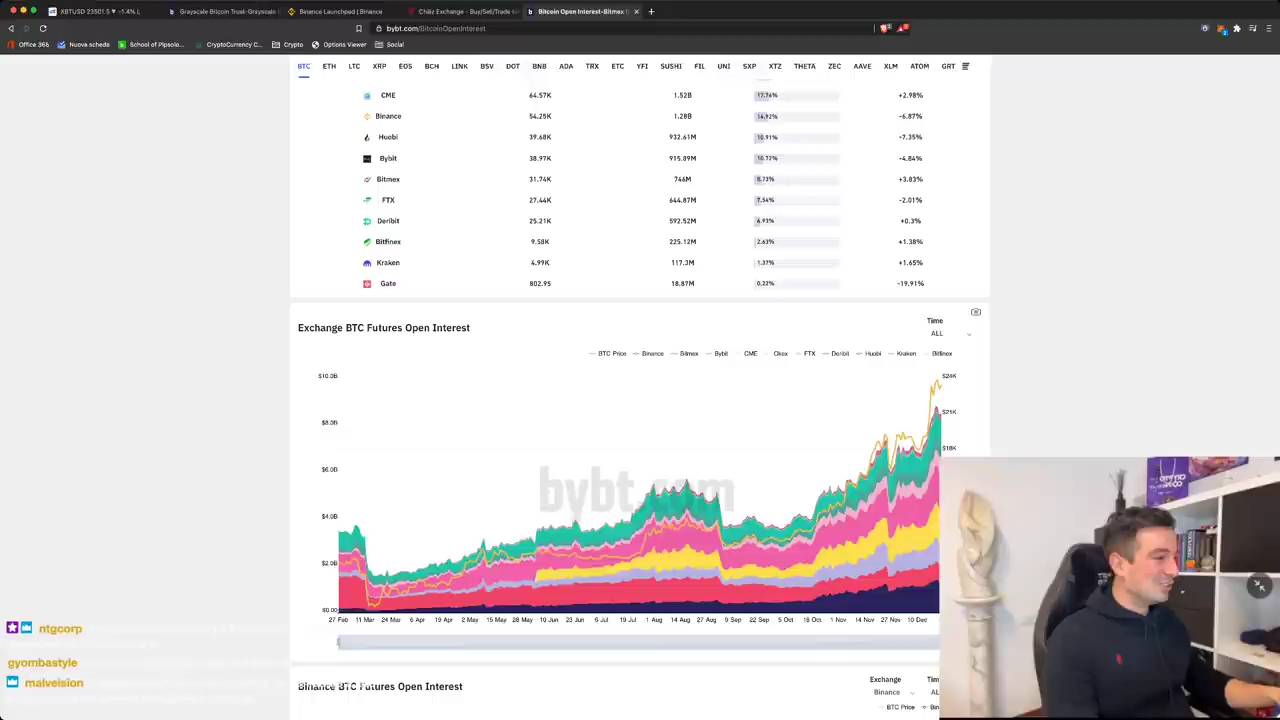 XBTUSD 23501.5 ▼ -1.4% L
Grayscale Bitcoin Trust-Grayscale
Binance Launchpad | Binance
Chiliz Exchange - Buy/Sell/Trade
Bitcoin Open Interest-Bitmex
bybt.com/BitcoinOpenInterest
Office 365 Nuova scheda School of Pipsolo... CryptoCurrency C... Crypto Options Viewer Social
BTC ETH LTC XRP EOS BCH LINK BSV DOT BNB ADA TRX ETC YFI SUSHI FIL UNI SXP XTZ THETA ZEC AAVE XLM ATOM GRT
CME 64.57K 1.52B 17.76% +2.98%
Binance 54.25K 1.28B 14.92% -6.87%
Huobi 39.68K 932.61M 10.91% -7.35%
Bybit 38.97K 915.89M 10.72% -4.84%
Bitmex 31.74K 746M 8.73% +3.83%
FTX 27.44K 644.87M 7.54% -2.01%
Deribit 25.21K 592.52M 6.93% +0.3%
Bitfinex 9.58K 225.12M 2.63% +1.38%
Kraken 4.99K 117.3M 1.37% +1.65%
Gate 802.95 18.87M 0.22% -19.91%
Exchange BTC Futures Open Interest
Time
ALL
BTC Price Binance Bitmex Bybit CME Okex FTX Deribit Huobi Kraken Bitfinex
$10.0B $24K
$8.0B $21K
$18K
$6.0B
bybt.com
$4.0B
$2.0B
$0.00
27 Feb 11 Mar 24 Mar 6 Apr 19 Apr 2 May 15 May 28 May 10 Jun 23 Jun 6 Jul 19 Jul 1 Aug 14 Aug 27 Aug 9 Sep 22 Sep 5 Oct 18 Oct 1 Nov 14 Nov 27 Nov 10 Dec
ntgcorp
gyombastyle
malveision
Binance BTC Futures Open Interest
Exchange
Binance
BTC Price